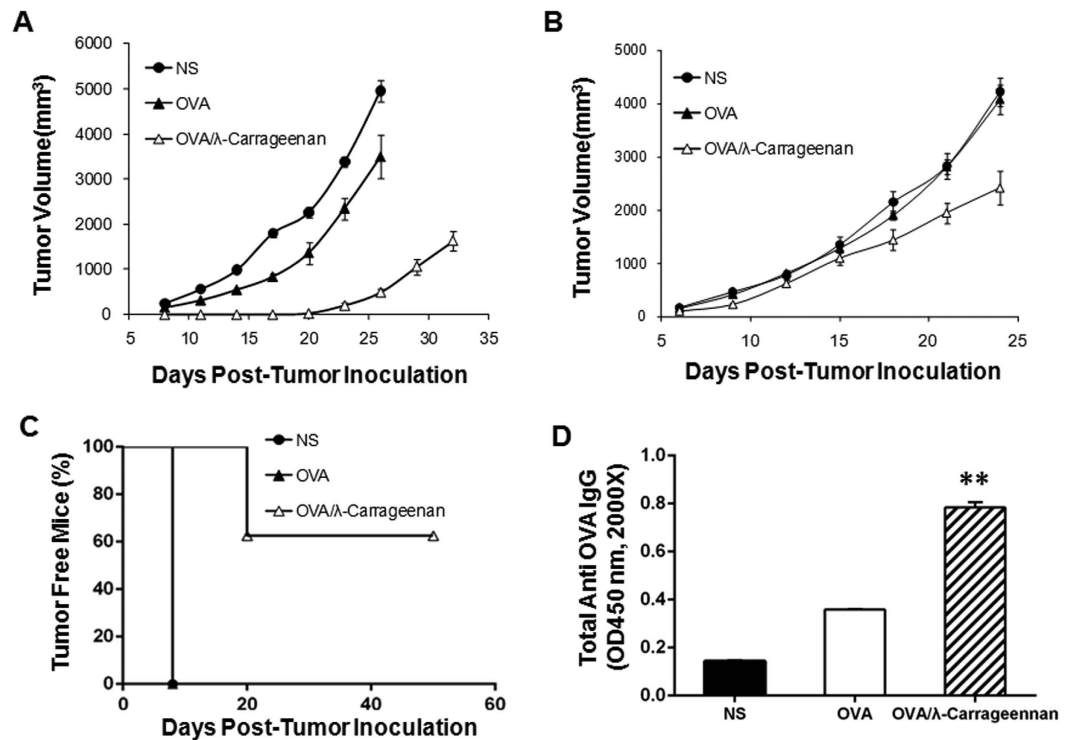 A
6000
5000
4000
3000
2000
1000
0
Tumor Volume(mm³)
NS
OVA
OVA/λ-Carrageenan
5 10 15 20 25 30 35
Days Post-Tumor Inoculation
B
5000
4000
3000
2000
1000
0
Tumor Volume(mm³)
NS
OVA
OVA/λ-Carrageenan
5 10 15 20 25
Days Post-Tumor Inoculation
C
100
80
60
40
20
0
Tumor Free Mice (%)
NS
OVA
OVA/λ-Carrageenan
0 20 40 60
Days Post-Tumor Inoculation
D
1.0
0.8
0.6
0.4
0.2
0.0
Total Anti OVA IgG
(OD450 nm, 2000X)
**
NS OVA OVA/λ-Carrageennan